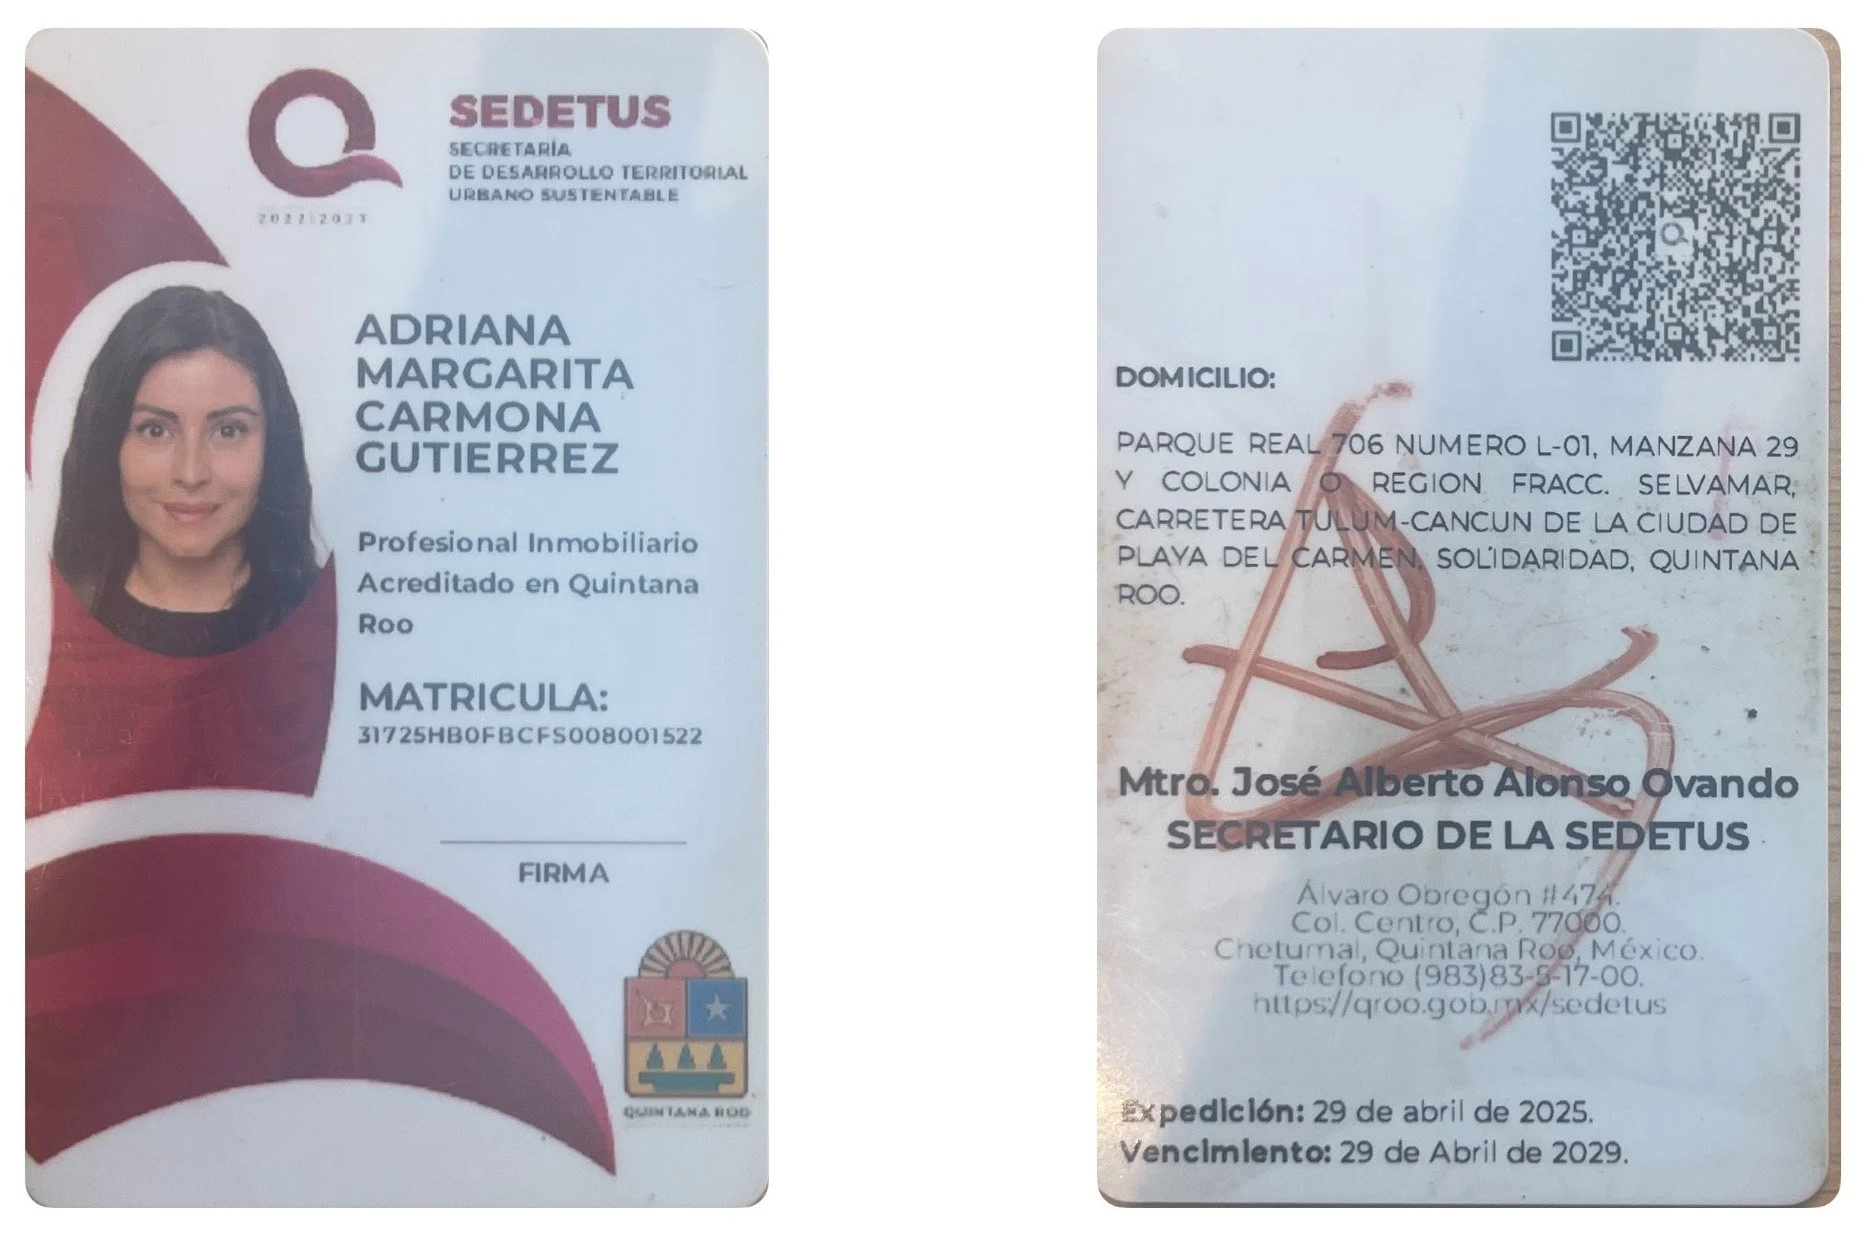 SEDETUS
SECRETARÍA
DE DESARROLLO TERRITORIAL
URBANO SUSTENTABLE
2022-2027
ADRIANA
MARGARITA
CARMONA
GUTIERREZ
Profesional Inmobiliario
Acreditado en Quintana
Roo
MATRICULA:
31725HB0FBCFS008001522
FIRMA
QUINTANA ROO
DOMICILIO:
PARQUE REAL 706 NUMERO L-01, MANZANA 29
Y COLONIA O REGION FRACC. SELVAMAR,
CARRETERA TULUM-CANCUN DE LA CIUDAD DE
PLAYA DEL CARMEN, SOLIDARIDAD, QUINTANA
ROO.
Mtro. José Alberto Alonso Ovando
SECRETARIO DE LA SEDETUS
Álvaro Obregón #474.
Col. Centro, C.P. 77000.
Chetumal, Quintana Roo, México.
Telefono (983)83-5-17-00.
https://qroo.gob.mx/sedetus
Expedición: 29 de abril de 2025.
Vencimiento: 29 de Abril de 2029.